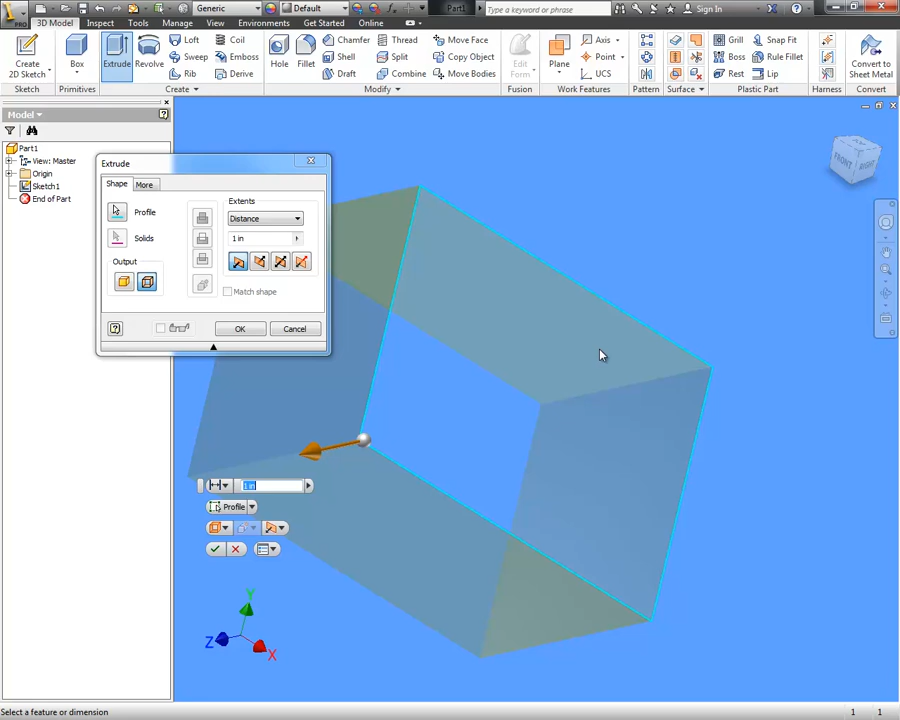 PRO
Generic
Default
Part1
Type a keyword or phrase
Sign In
3D Model
Inspect
Tools
Manage
View
Environments
Get Started
Online
Create 2D Sketch
Box
Extrude
Revolve
Loft
Sweep
Rib
Coil
Emboss
Derive
Hole
Fillet
Chamfer
Shell
Draft
Thread
Split
Combine
Move Face
Copy Object
Move Bodies
Edit Form
Plane
Axis
Point
UCS
Grill
Boss
Rest
Snap Fit
Rule Fillet
Lip
Convert to Sheet Metal
Sketch
Primitives
Create
Modify
Fusion
Work Features
Pattern
Surface
Plastic Part
Harness
Convert
Model
Part1
View: Master
Origin
Sketch1
End of Part
Extrude
Shape
More
Profile
Solids
Output
Extents
Distance
1 in
Match shape
OK
Cancel
FRONT
RIGHT
1 in
Profile
Y
Z
X
Select a feature or dimension
1
1